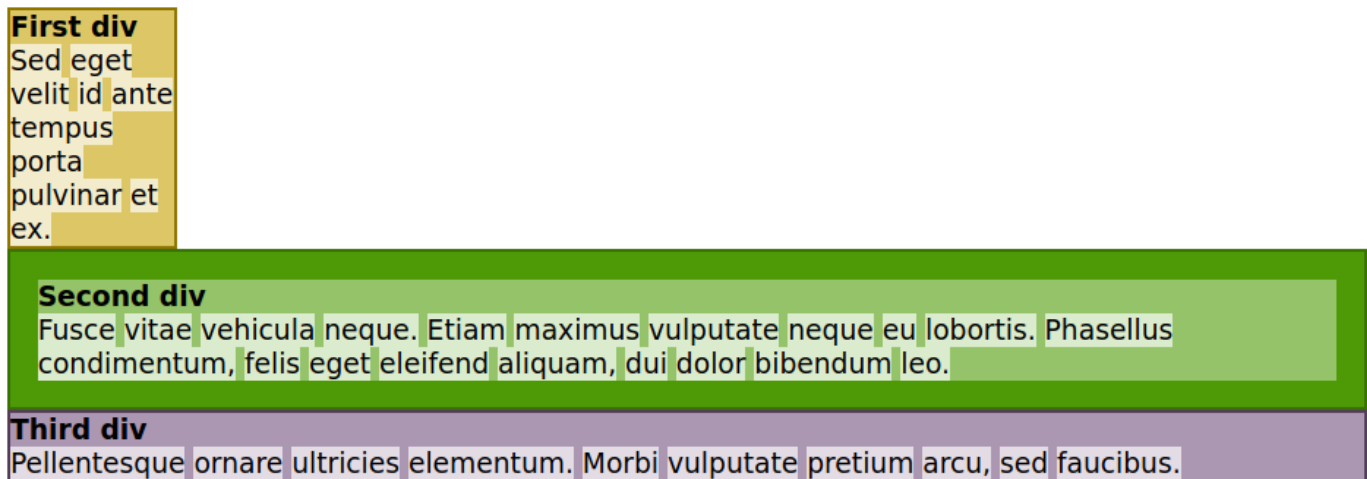 First div
Sed eget
velit id ante
tempus
porta
pulvinar et
ex.
Second div
Fusce vitae vehicula neque. Etiam maximus vulputate neque eu lobortis. Phasellus
condimentum, felis eget eleifend aliquam, dui dolor bibendum leo.
Third div
Pellentesque ornare ultricies elementum. Morbi vulputate pretium arcu, sed faucibus.